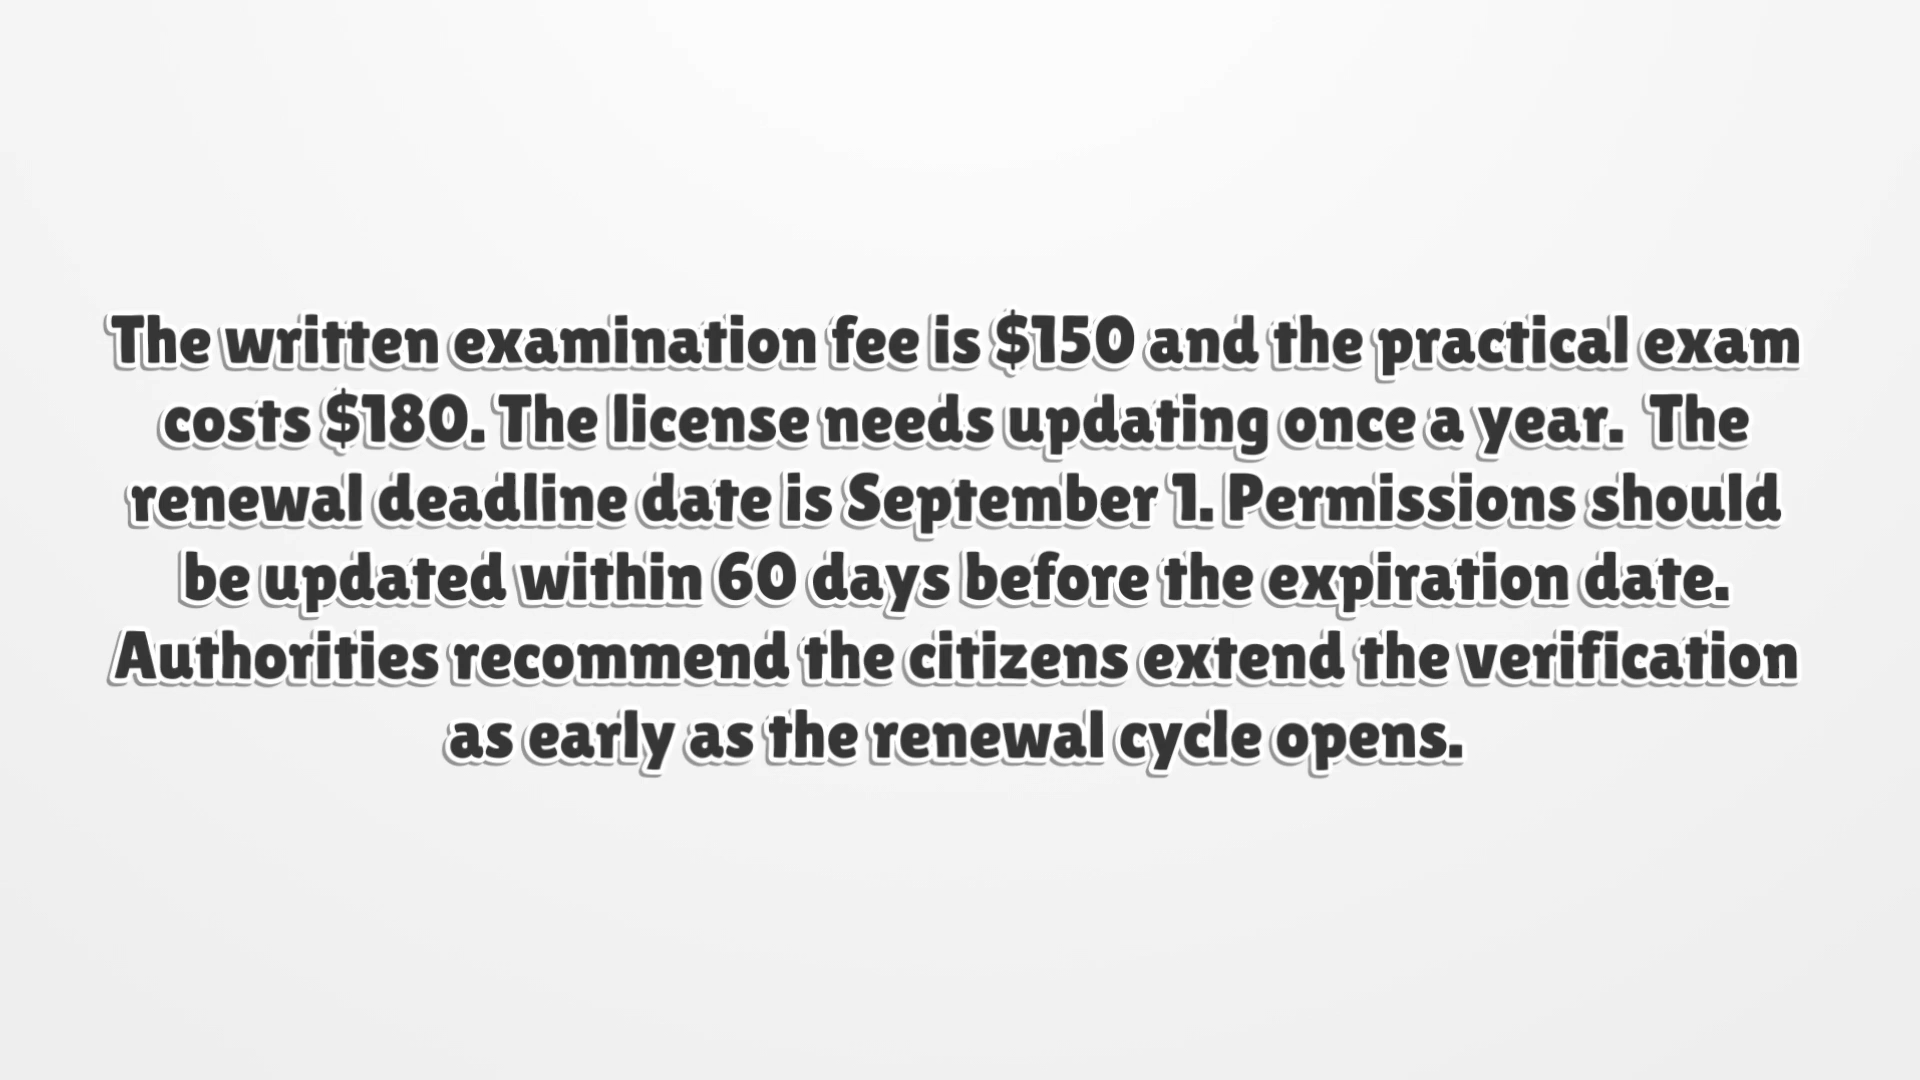 The written examination fee is $150 and the practical exam
costs $180. The license needs updating once a year.  The
renewal deadline date is September 1. Permissions should
be updated within 60 days before the expiration date.
Authorities recommend the citizens extend the verification
as early as the renewal cycle opens.